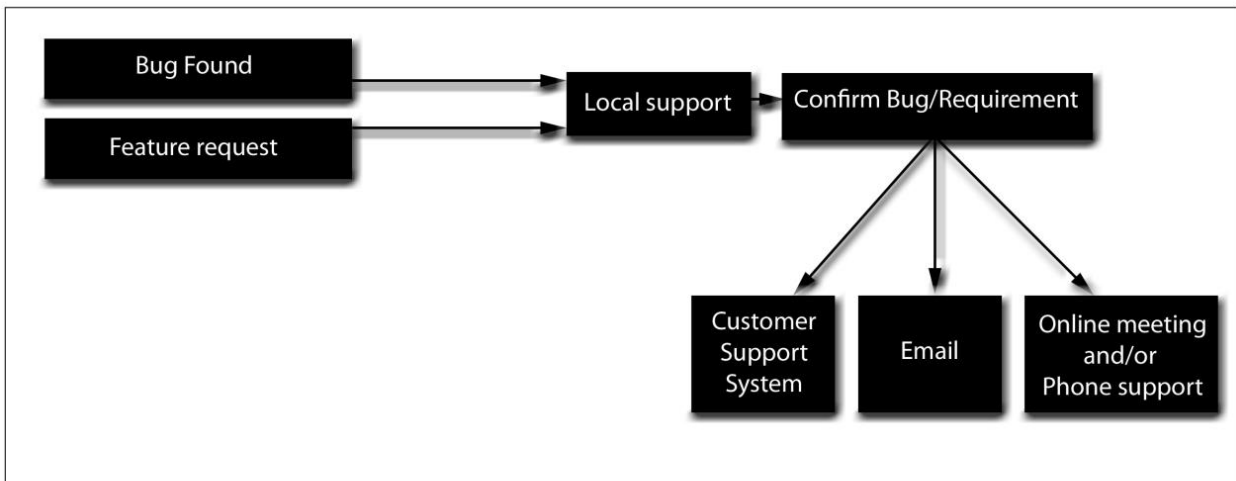 Bug Found
Feature request
Local support
Confirm Bug/Requirement
Customer
Support
System
Email
Online meeting
and/or
Phone support